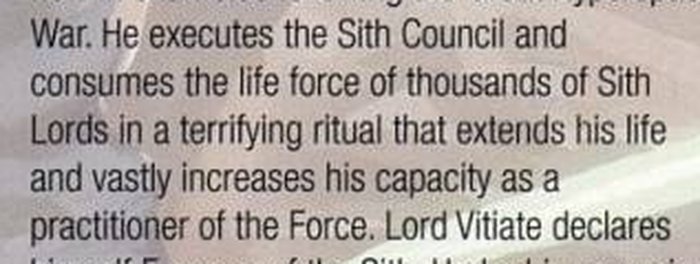 War. He executes the Sith Council and
consumes the life force of thousands of Sith
Lords in a terrifying ritual that extends his life
and vastly increases his capacity as a
practitioner of the Force. Lord Vitiate declares